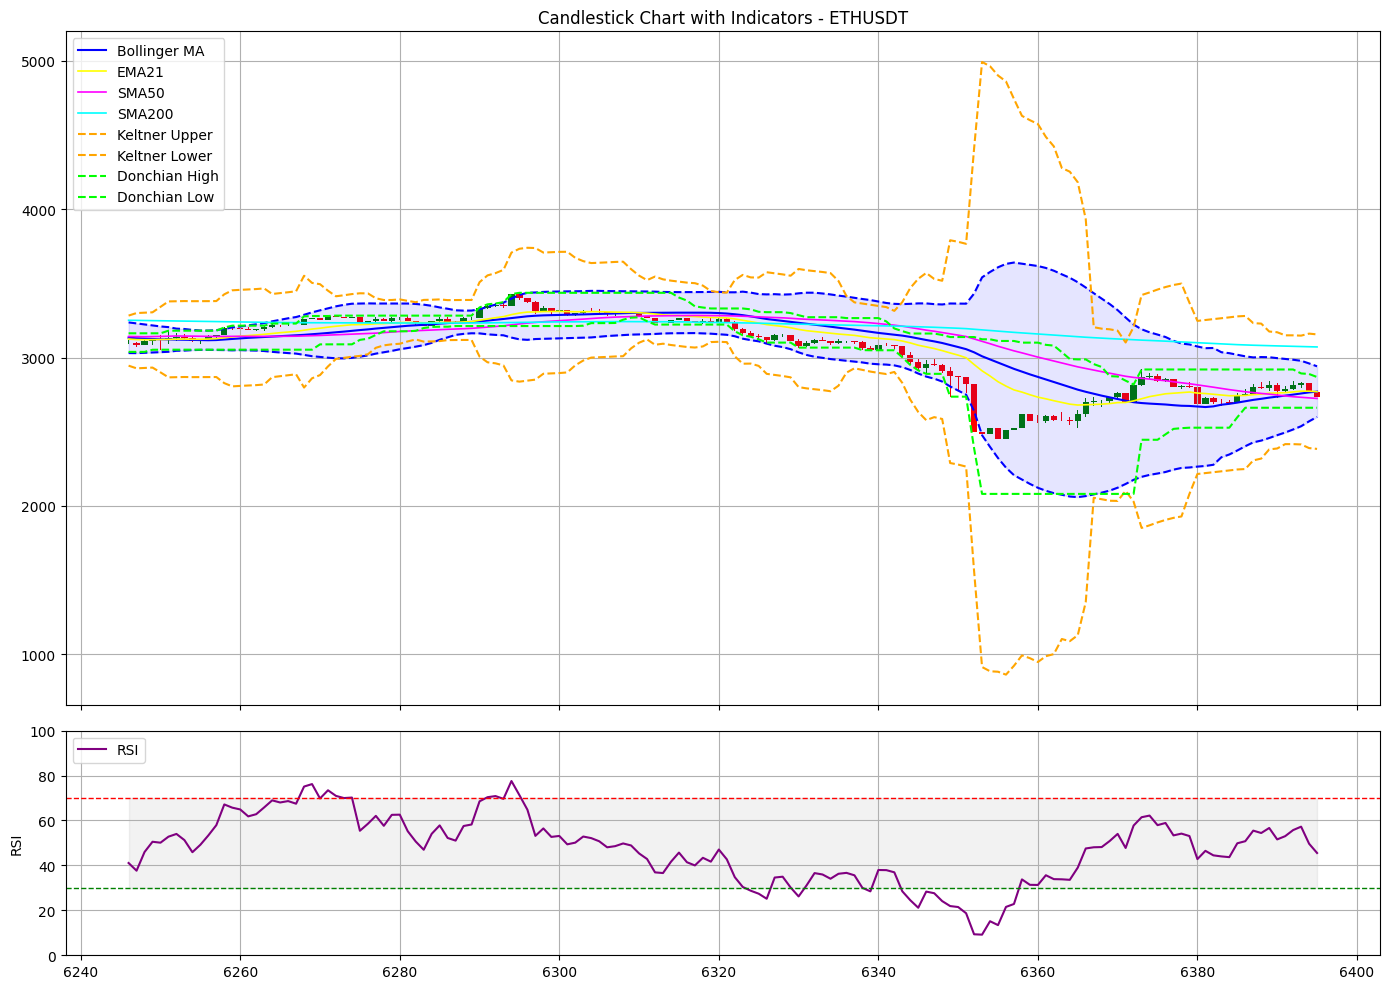 Candlestick Chart with Indicators - ETHUSDT
Bollinger MA
EMA21
SMA50
SMA200
Keltner Upper
Keltner Lower
Donchian High
Donchian Low
5000
4000
3000
2000
1000
RSI
100
80
60
40
20
0
RSI
6240
6260
6280
6300
6320
6340
6360
6380
6400